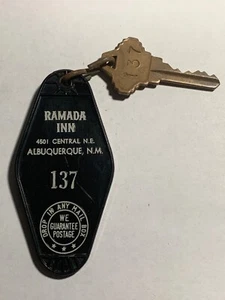 137
RAMADA
INN
4501 CENTRAL N.E.
ALBUQUERQUE, N.M.
137
DROP IN ANY MAIL BOX
WE
GUARANTEE
POSTAGE